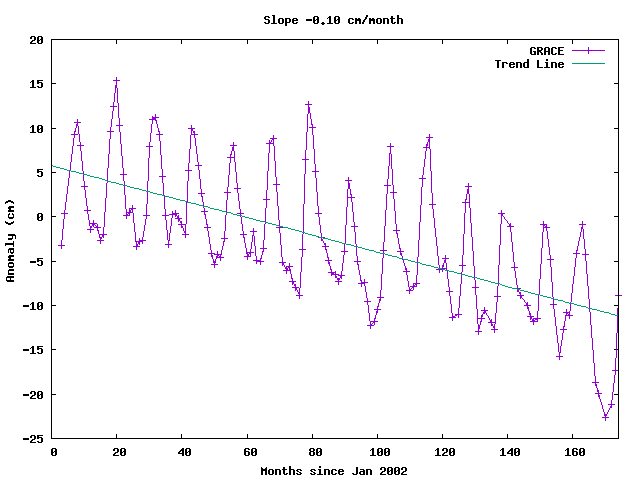 Slope -0.10 cm/month
GRACE
Trend Line
20
15
10
5
0
-5
-10
-15
-20
-25
Anomaly (cm)
0 20 40 60 80 100 120 140 160
Months since Jan 2002